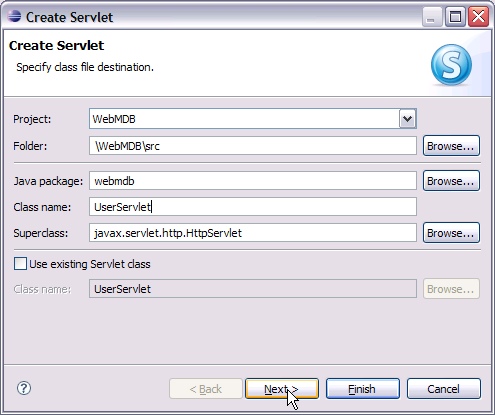 Create Servlet
Create Servlet
Specify class file destination.
S
Project: WebMDB
Folder: \WebMDB\src Browse...
Java package: webmdb Browse...
Class name: UserServlet
Superclass: javax.servlet.http.HttpServlet Browse...
Use existing Servlet class
Class name: UserServlet Browse...
? < Back Next > Finish Cancel